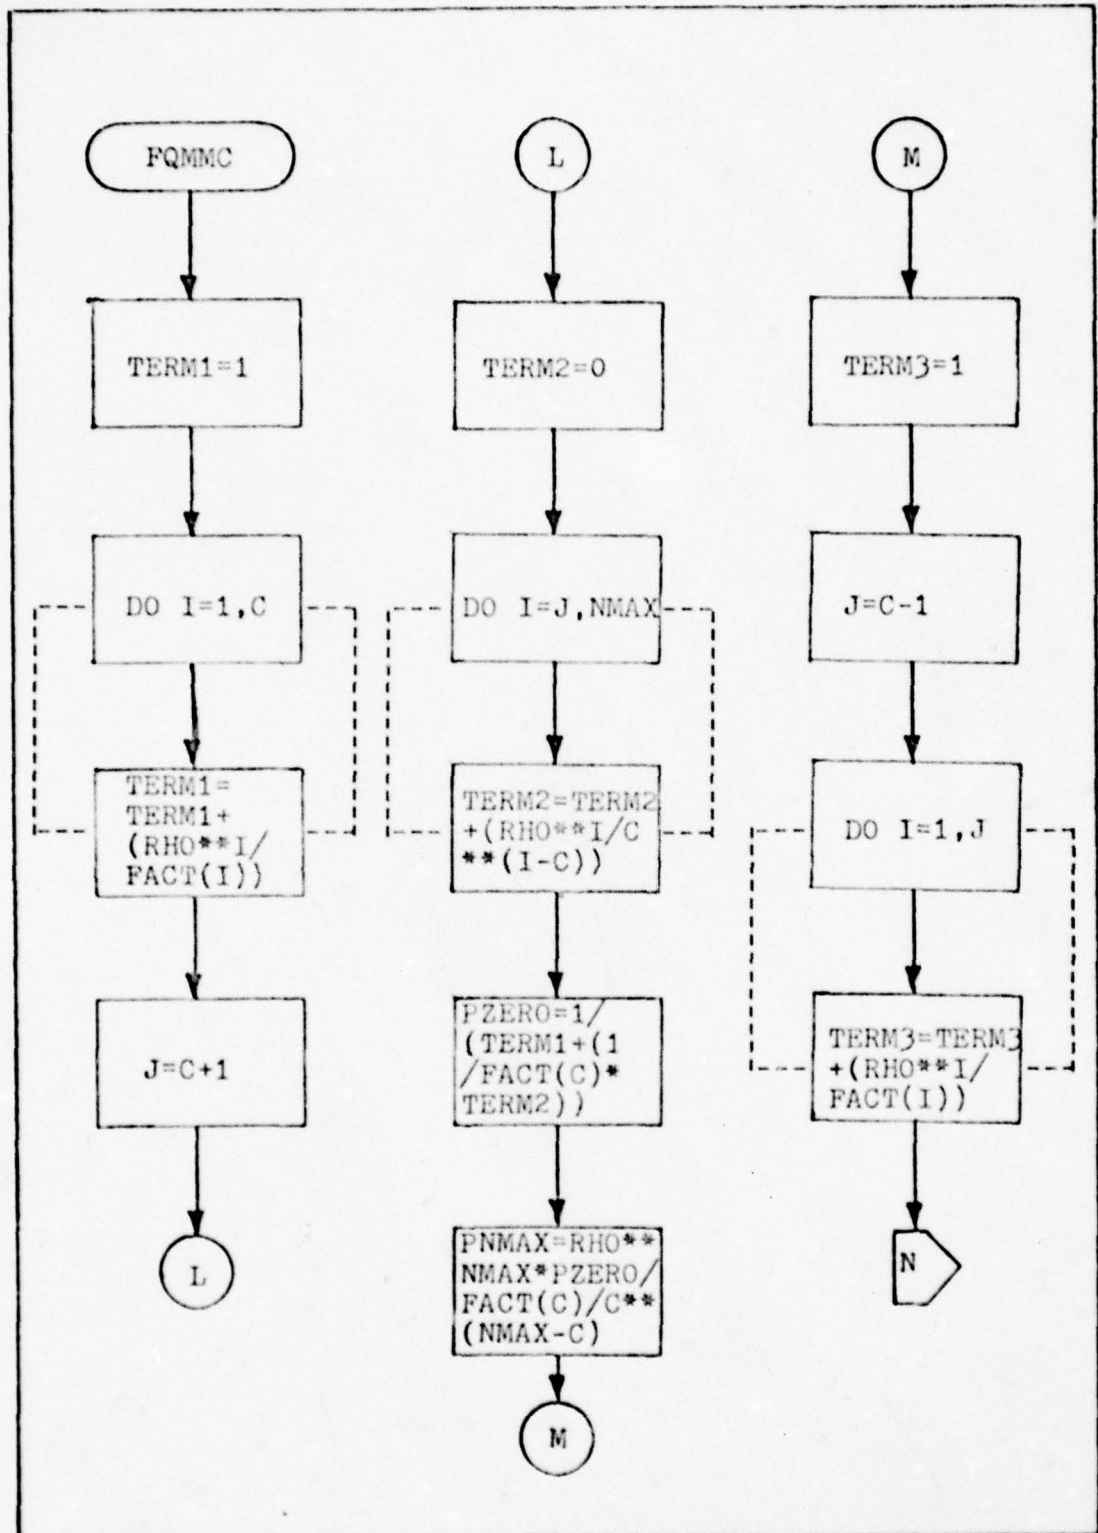 FQMMC
TERM1=1
DO I=1,C
TERM1=
TERM1+
(RHO**I/
FACT(I))
J=C+1
L
L
TERM2=0
DO I=J,NMAX
TERM2=TERM2
+(RHO**I/C
**(I-C))
PZERO=1/
(TERM1+(1
/FACT(C)*
TERM2))
PNMAX=RHO**
NMAX*PZERO/
FACT(C)/C**
(NMAX-C)
M
M
TERM3=1
J=C-1
DO I=1,J
TERM3=TERM3
+(RHO**I/
FACT(I))
N